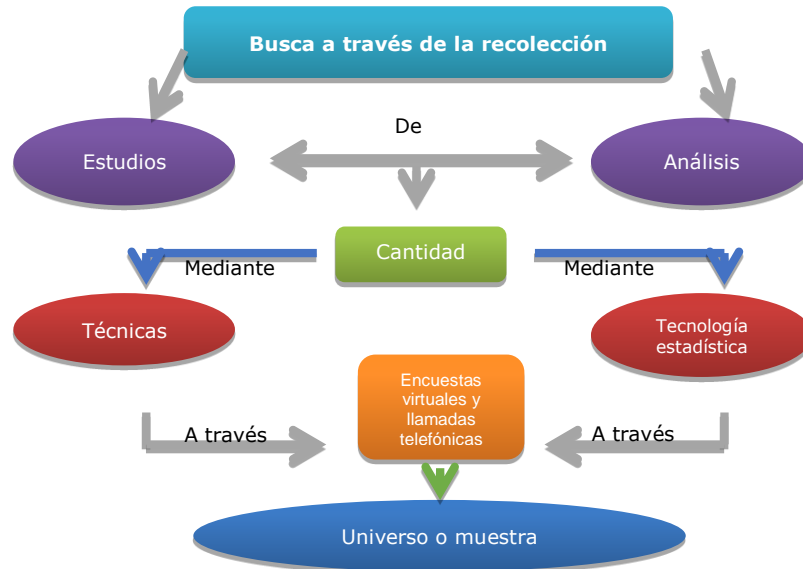 Busca a través de la recolección
De
Estudios
Análisis
Cantidad
Mediante
Mediante
Técnicas
Tecnología
estadística
Encuestas
virtuales y
llamadas
telefónicas
A través
A través
Universo o muestra